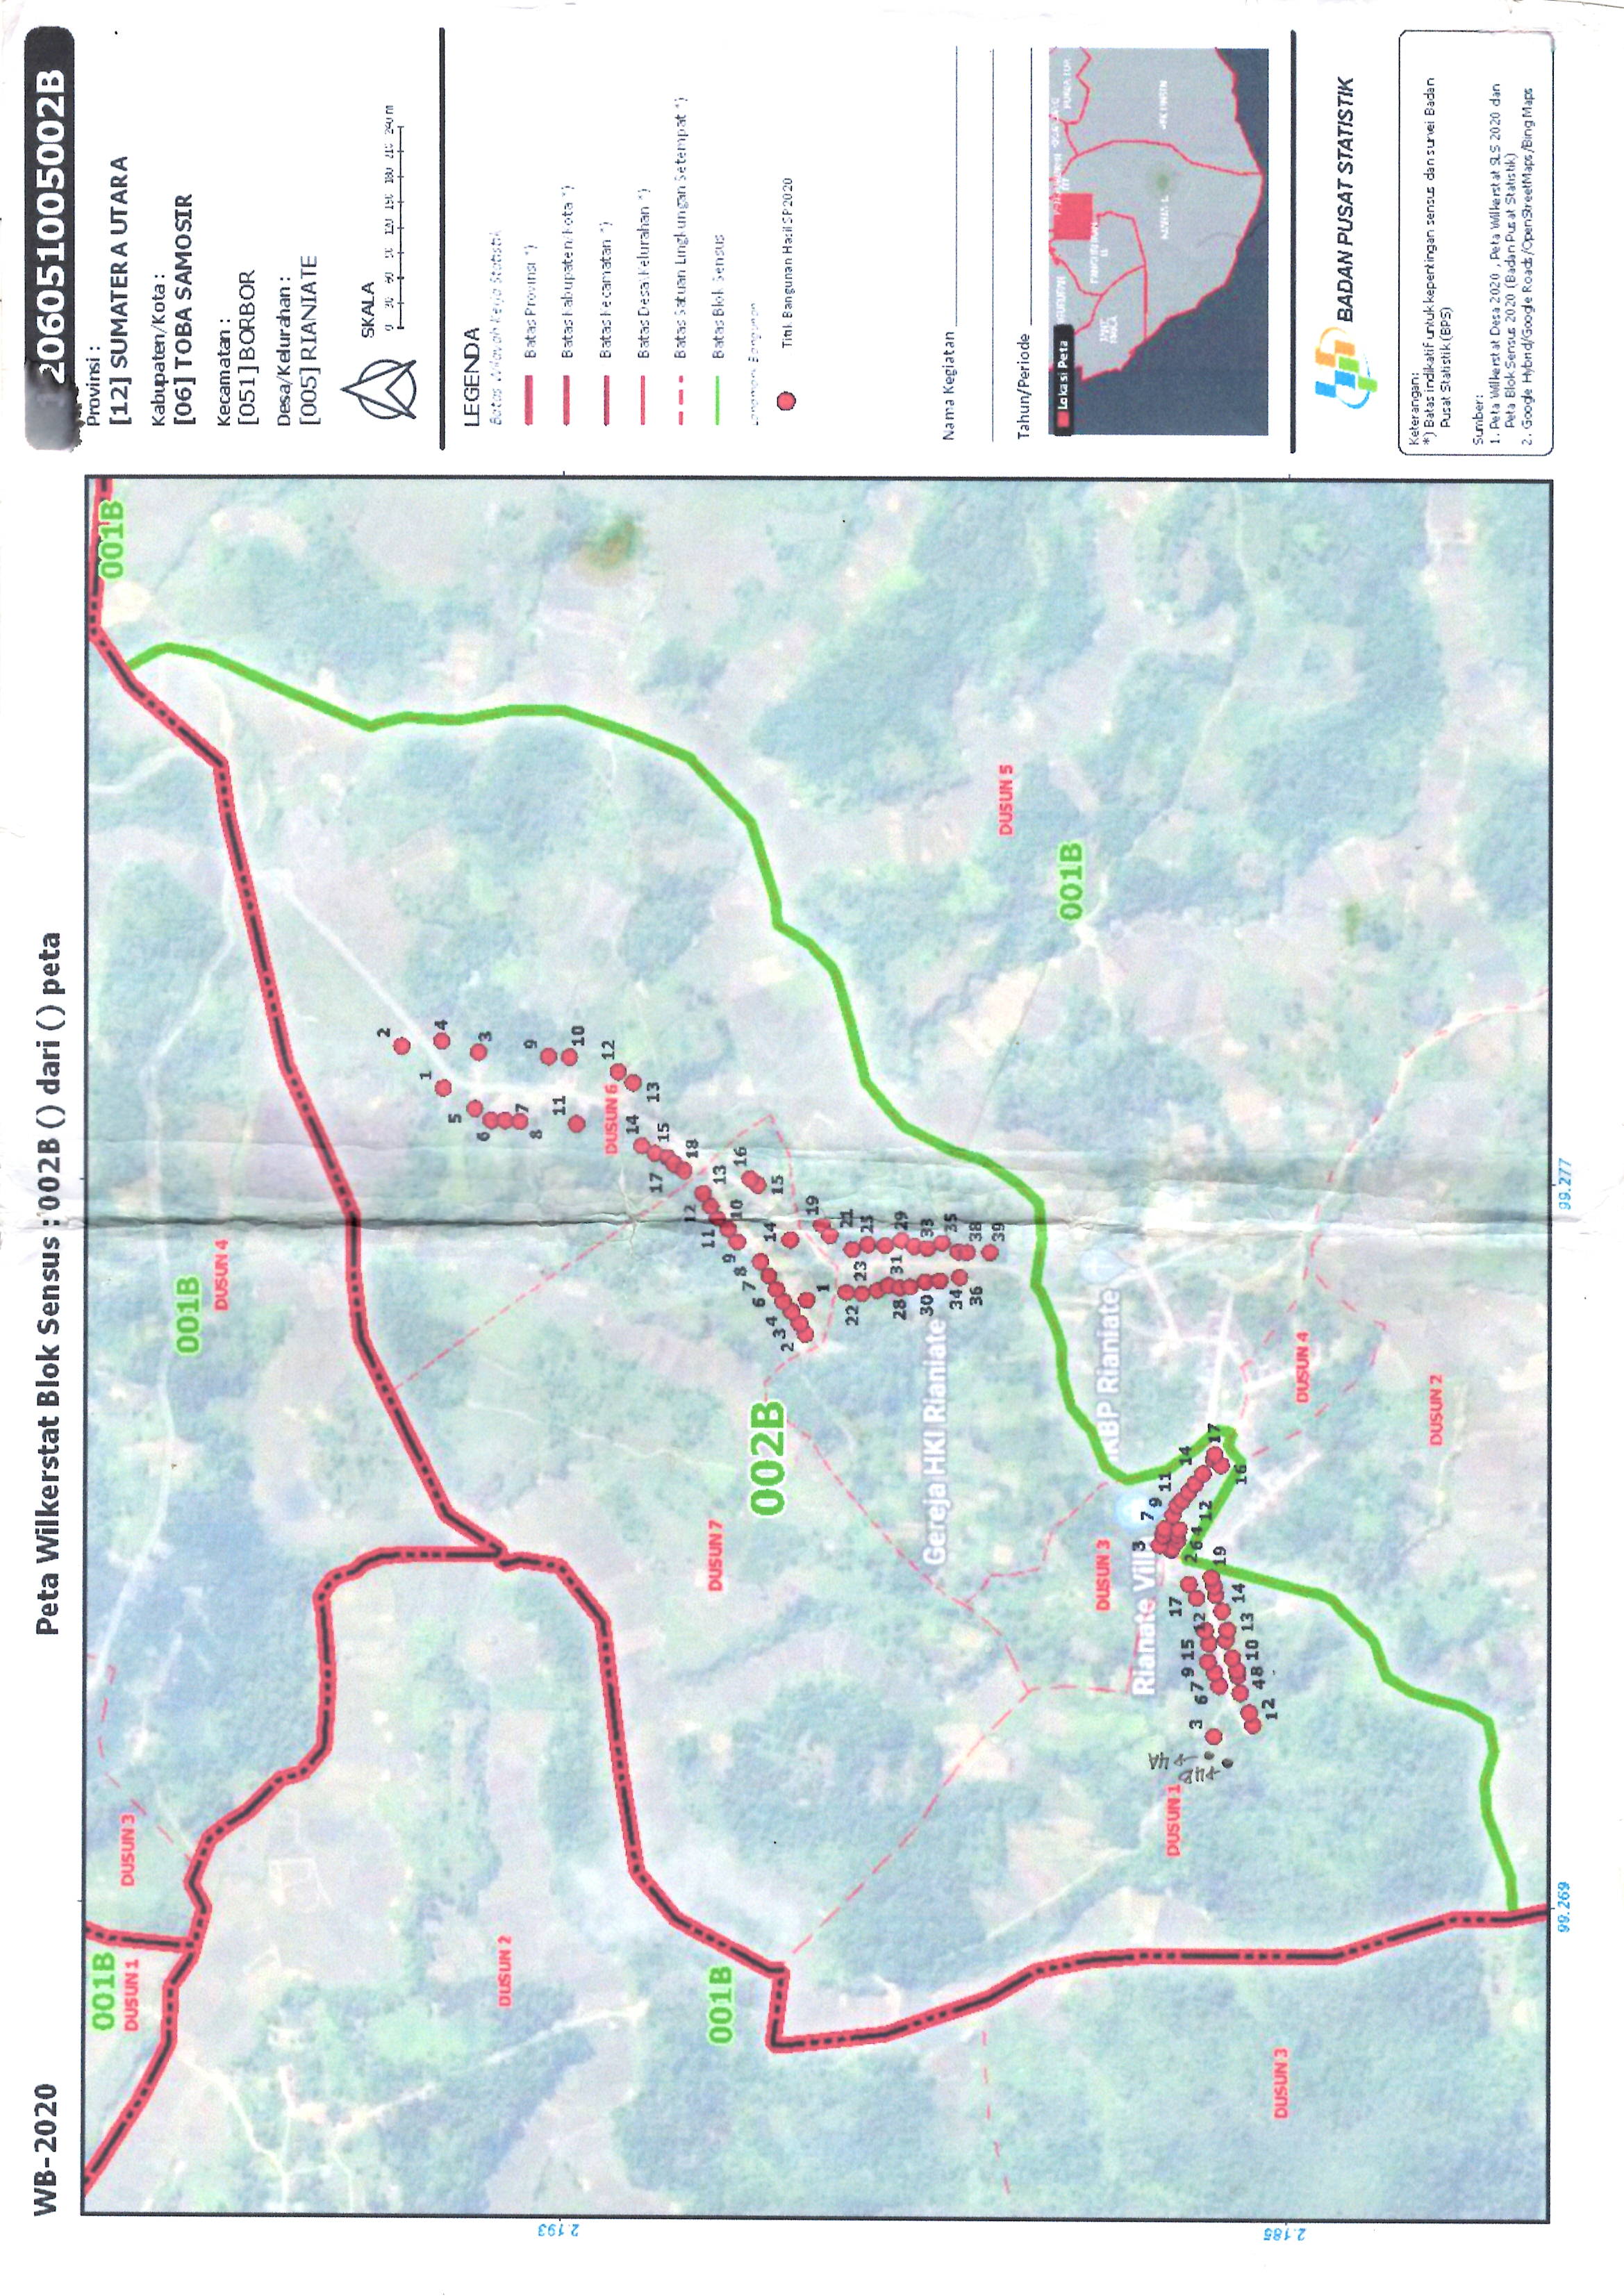 WB-2020
Peta Wilkerstat Blok Sensus : 002B () dari () peta
1206051005002B
Provinsi :
[12] SUMATERA UTARA
Kabupaten/Kota :
[06] TOBA SAMOSIR
Kecamatan :
[051] BORBOR
Desa/Kelurahan :
[005] RIANIATE
SKALA
0 30 60 90 120 150 180 210 240 m
LEGENDA
Batas Wilayah Kerja Statistik
Batas Provinsi *)
Batas Kabupaten/Kota *)
Batas Kecamatan *)
Batas Desa\Kelurahan *)
Batas Satuan Lingkungan Setempat *)
Batas Blok Sensus
Titik Bangunan Hasil SP2020
Nama Kegiatan
Tahun/Periode
Lokasi Peta
BADAN PUSAT STATISTIK
Keterangan:
*) Batas indikatif untuk kepentingan sensus dan survei Badan
Pusat Statistik (BPS)
Sumber:
1. Peta Wilkerstat Desa 2020 , Peta Wilkerstat SLS 2020 dan
Peta Blok Sensus 2020 (Badan Pusat Statistik)
2. Google Hybrid/Google Roads/OpenStreetMaps/Bing Maps
001B
DUSUN 1
DUSUN 3
001B
DUSUN 4
001B
DUSUN 2
2.193
2
1
4
5
3
6
7
8
9
11
10
DUSUN 6
12
14
13
17
15
18
12
11
13
9
10
16
8
7
6
14
15
4
3
2
1
19
DUSUN 7
001B
002B
22
23
21
25
28
31
29
30
33
34
35
36
38
39
Gereja HKI Rianiate
DUSUN 5
001B
DUSUN 3
KBP Rianiate
Rianate Vill
DUSUN 1
P4B
P4A
3
6
7
9
15
12
17
19
14
13
10
48
12
3
7
9
11
14
2
6
4
12
17
16
DUSUN 3
2.185
DUSUN 4
DUSUN 2
99.269
99.277